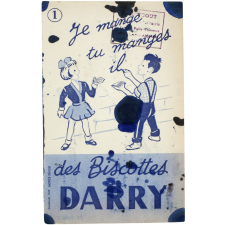 1
Je mange
tu manges
il
des Biscottes
DARRY